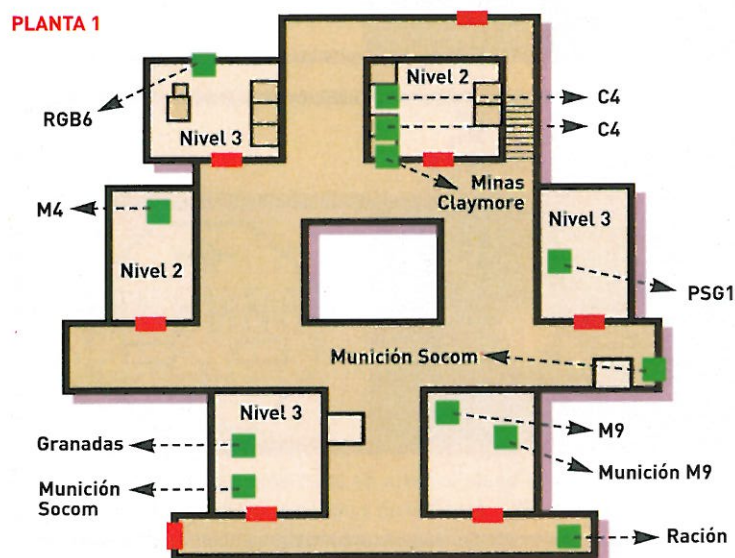 PLANTA 1
RGB6
Nivel 3
Nivel 2
C4
C4
Minas
Claymore
M4
Nivel 2
Nivel 3
PSG1
Munición Socom
Nivel 3
Granadas
Munición
Socom
M9
Munición M9
Ración